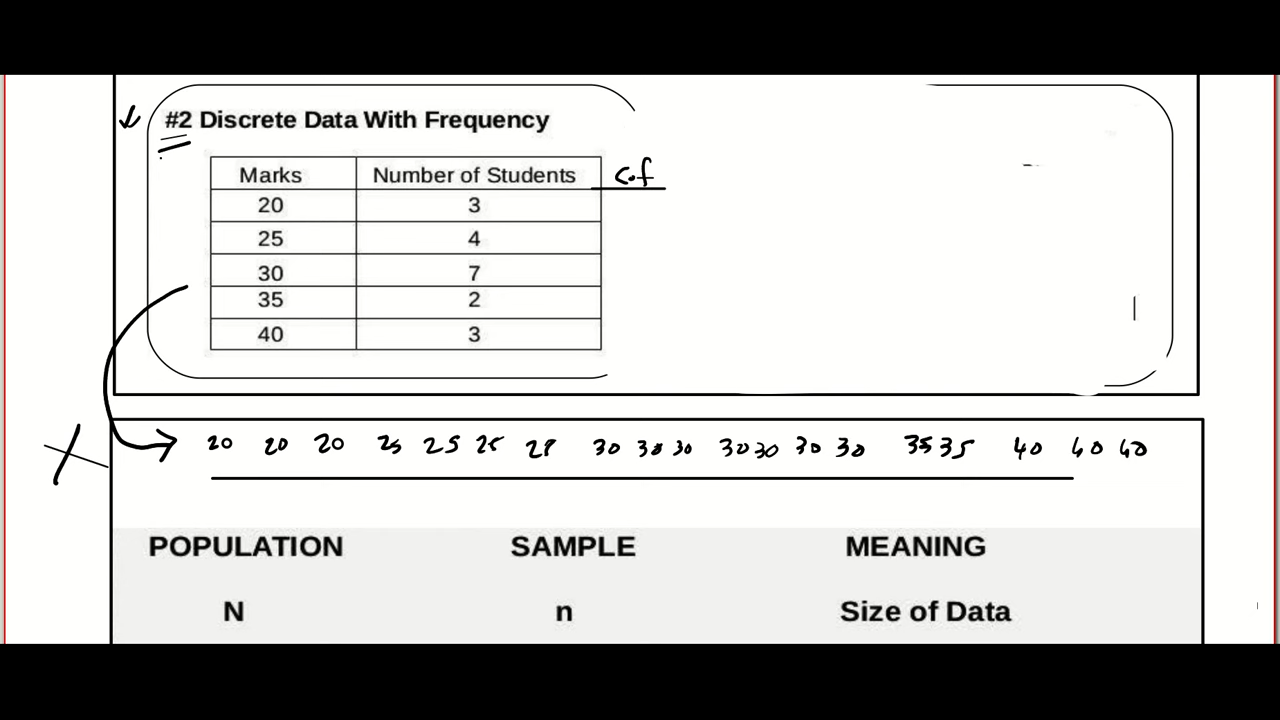 #2 Discrete Data With Frequency
Marks Number of Students c.f
20 3
25 4
30 7
35 2
40 3
20 20 20 25 25 25 25 30 30 30 30 30 30 30 35 35 40 40 40
POPULATION SAMPLE MEANING
N n Size of Data